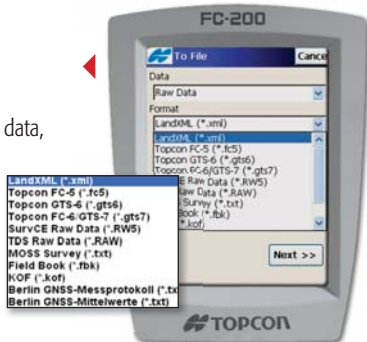 FC-200
To File
Cance
Data
Raw Data
Format
LandXML (*.xml)
LandXML (*.xml)
Topcon FC-5 (*.fc5)
Topcon GTS-6 (*.gts6)
Topcon FC-6/GTS-7 (*.gts7)
E Raw Data (*.RW5)
aw Data (*.RAW)
Survey (*.txt)
Book (*.fbk)
*.kof)
Next >>
TOPCON
data,
LandXML (*.xml)
Topcon FC-5 (*.fc5)
Topcon GTS-6 (*.gts6)
Topcon FC-6/GTS-7 (*.gts7)
SurvCE Raw Data (*.RW5)
TDS Raw Data (*.RAW)
MOSS Survey (*.txt)
Field Book (*.fbk)
KOF (*.kof)
Berlin GNSS-Messprotokoll (*.tx
Berlin GNSS-Mittelwerte (*.txt)